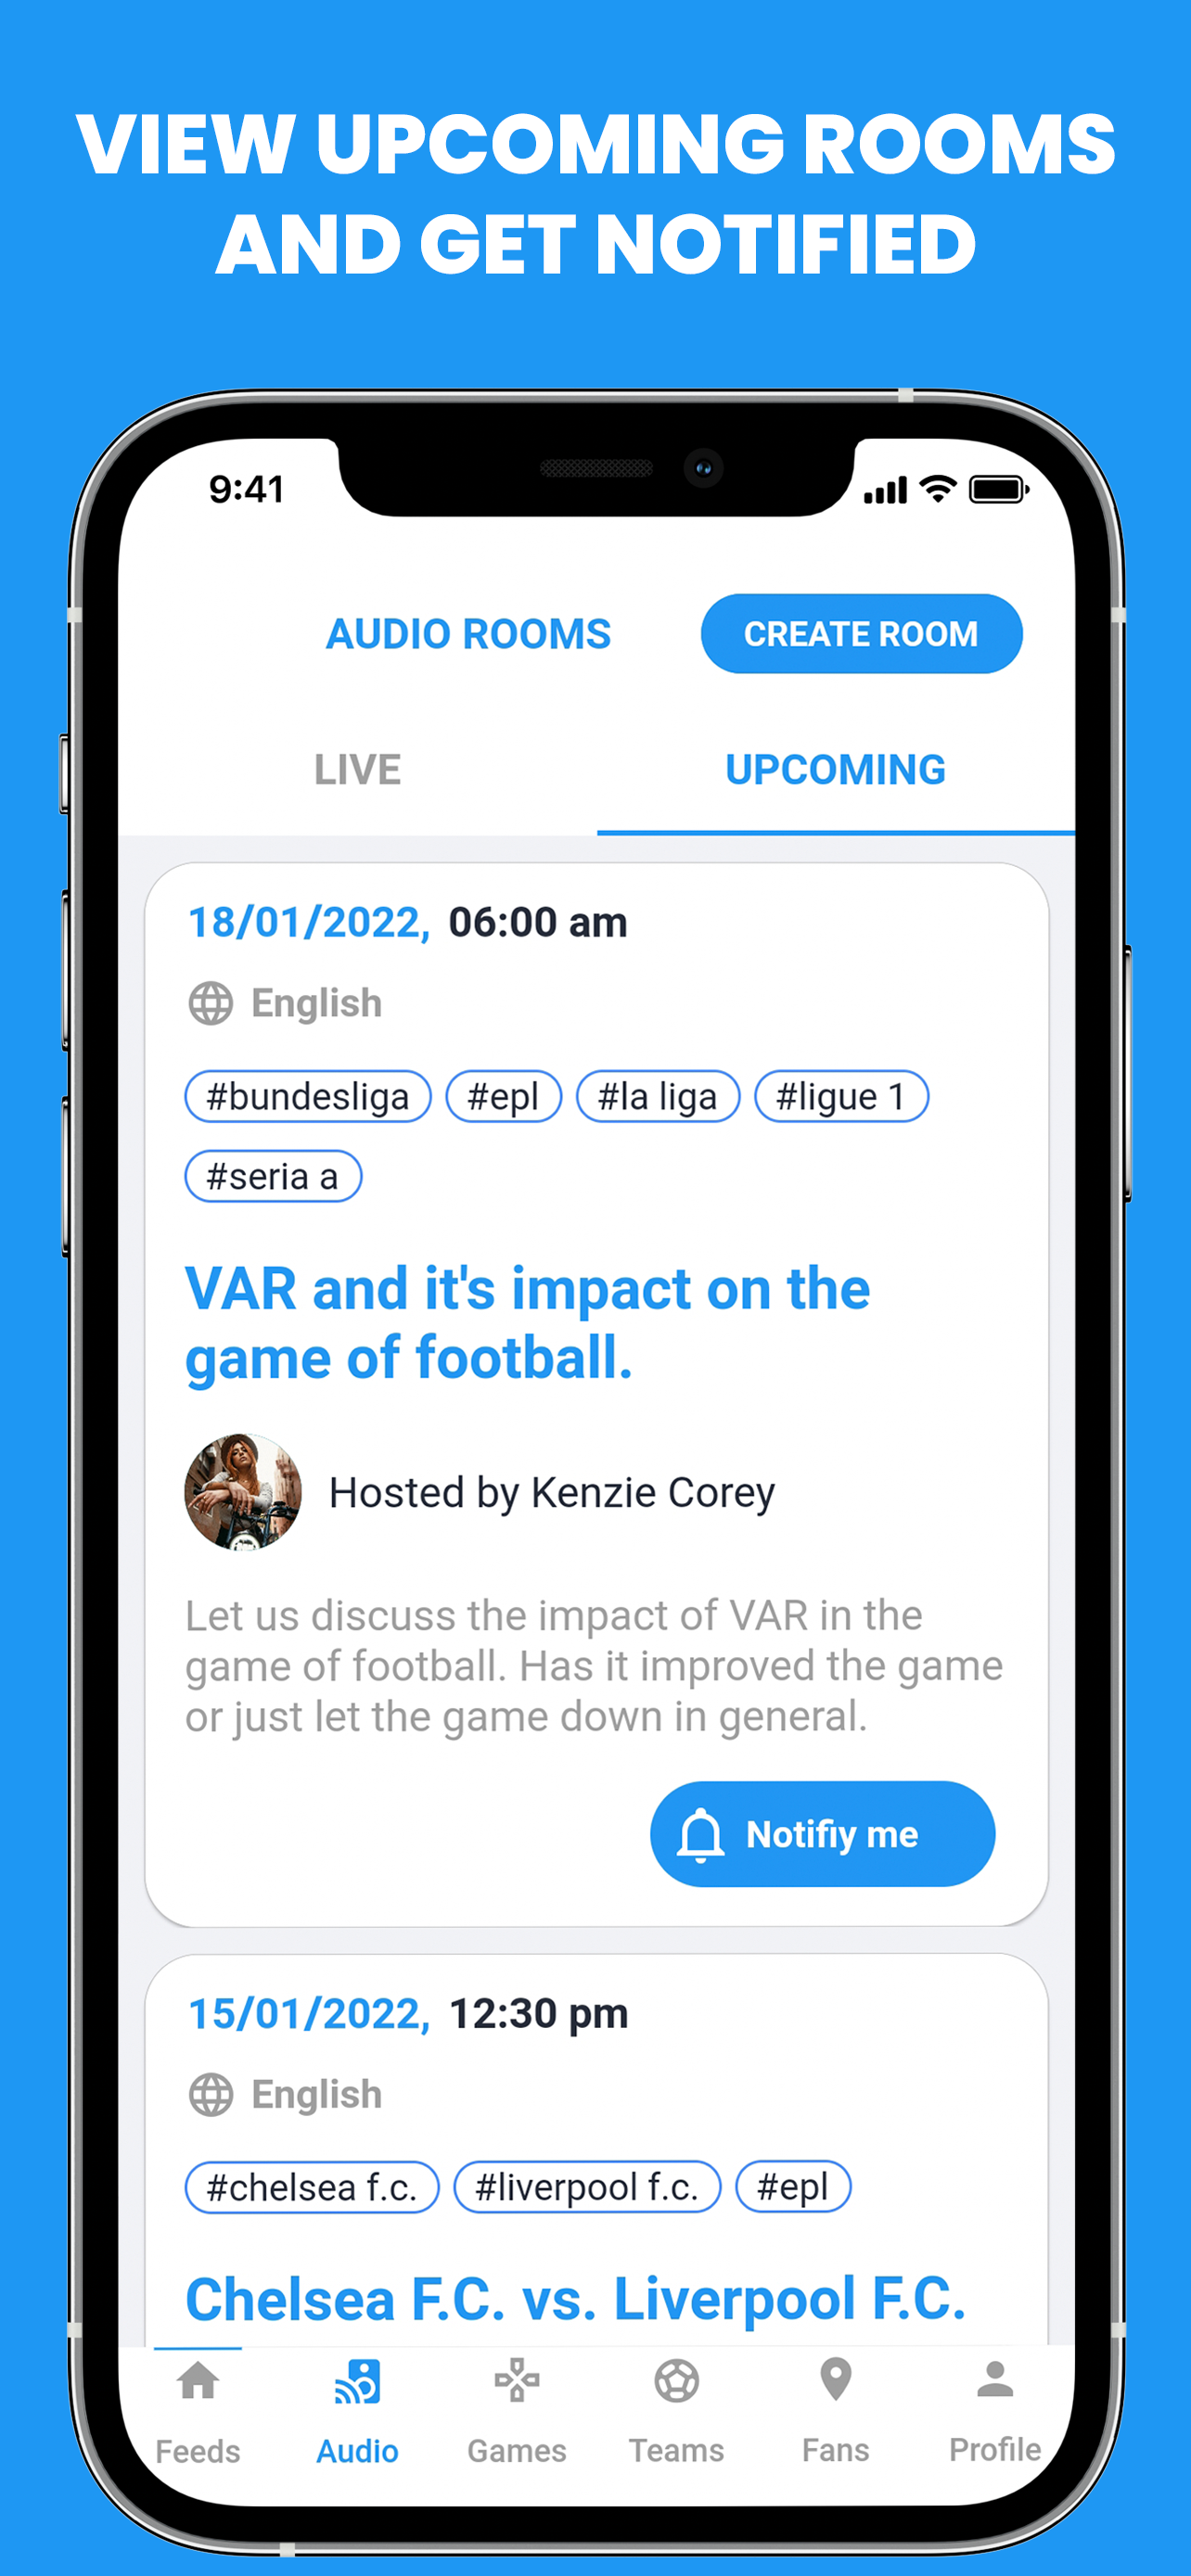 VIEW UPCOMING ROOMS
AND GET NOTIFIED
9:41
AUDIO ROOMS
CREATE ROOM
LIVE
UPCOMING
18/01/2022, 06:00 am
English
#bundesliga #epl #la liga #ligue 1
#seria a
VAR and it's impact on the
game of football.
Hosted by Kenzie Corey
Let us discuss the impact of VAR in the
game of football. Has it improved the game
or just let the game down in general.
Notifiy me
15/01/2022, 12:30 pm
English
#chelsea f.c. #liverpool f.c. #epl
Chelsea F.C. vs. Liverpool F.C.
Feeds Audio Games Teams Fans Profile